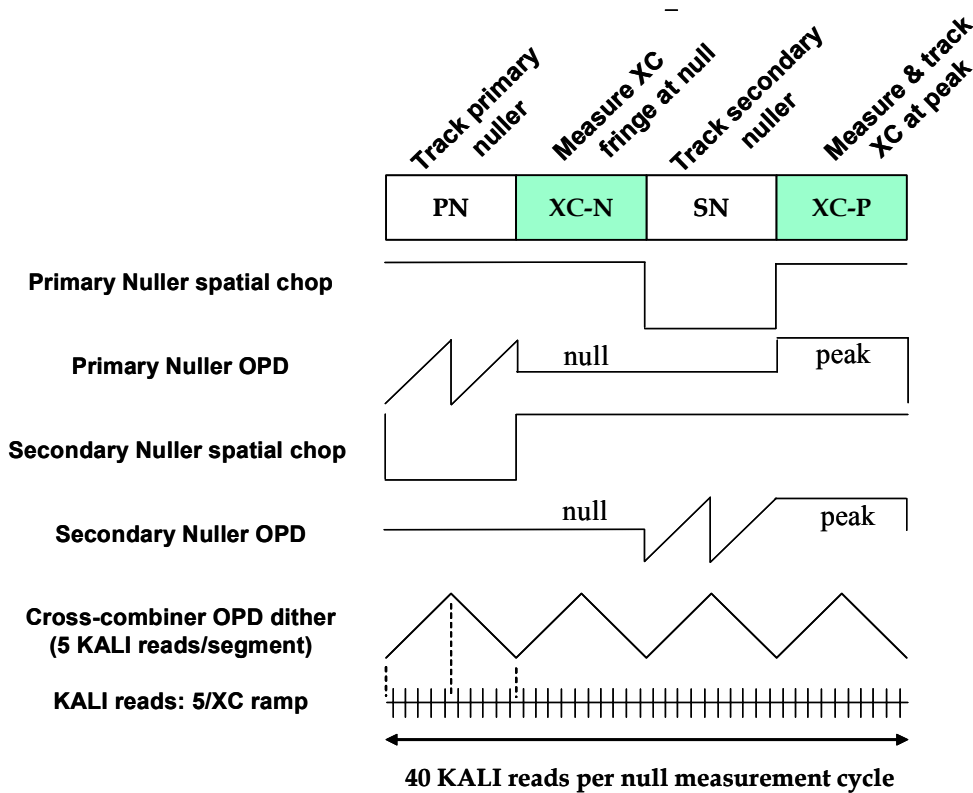 Track primary
nuller
Measure XC
fringe at null
Track secondary
nuller
Measure & track
XC at peak
PN
XC-N
SN
XC-P
Primary Nuller spatial chop
Primary Nuller OPD
null
peak
Secondary Nuller spatial chop
Secondary Nuller OPD
null
peak
Cross-combiner OPD dither
(5 KALI reads/segment)
KALI reads: 5/XC ramp
40 KALI reads per null measurement cycle